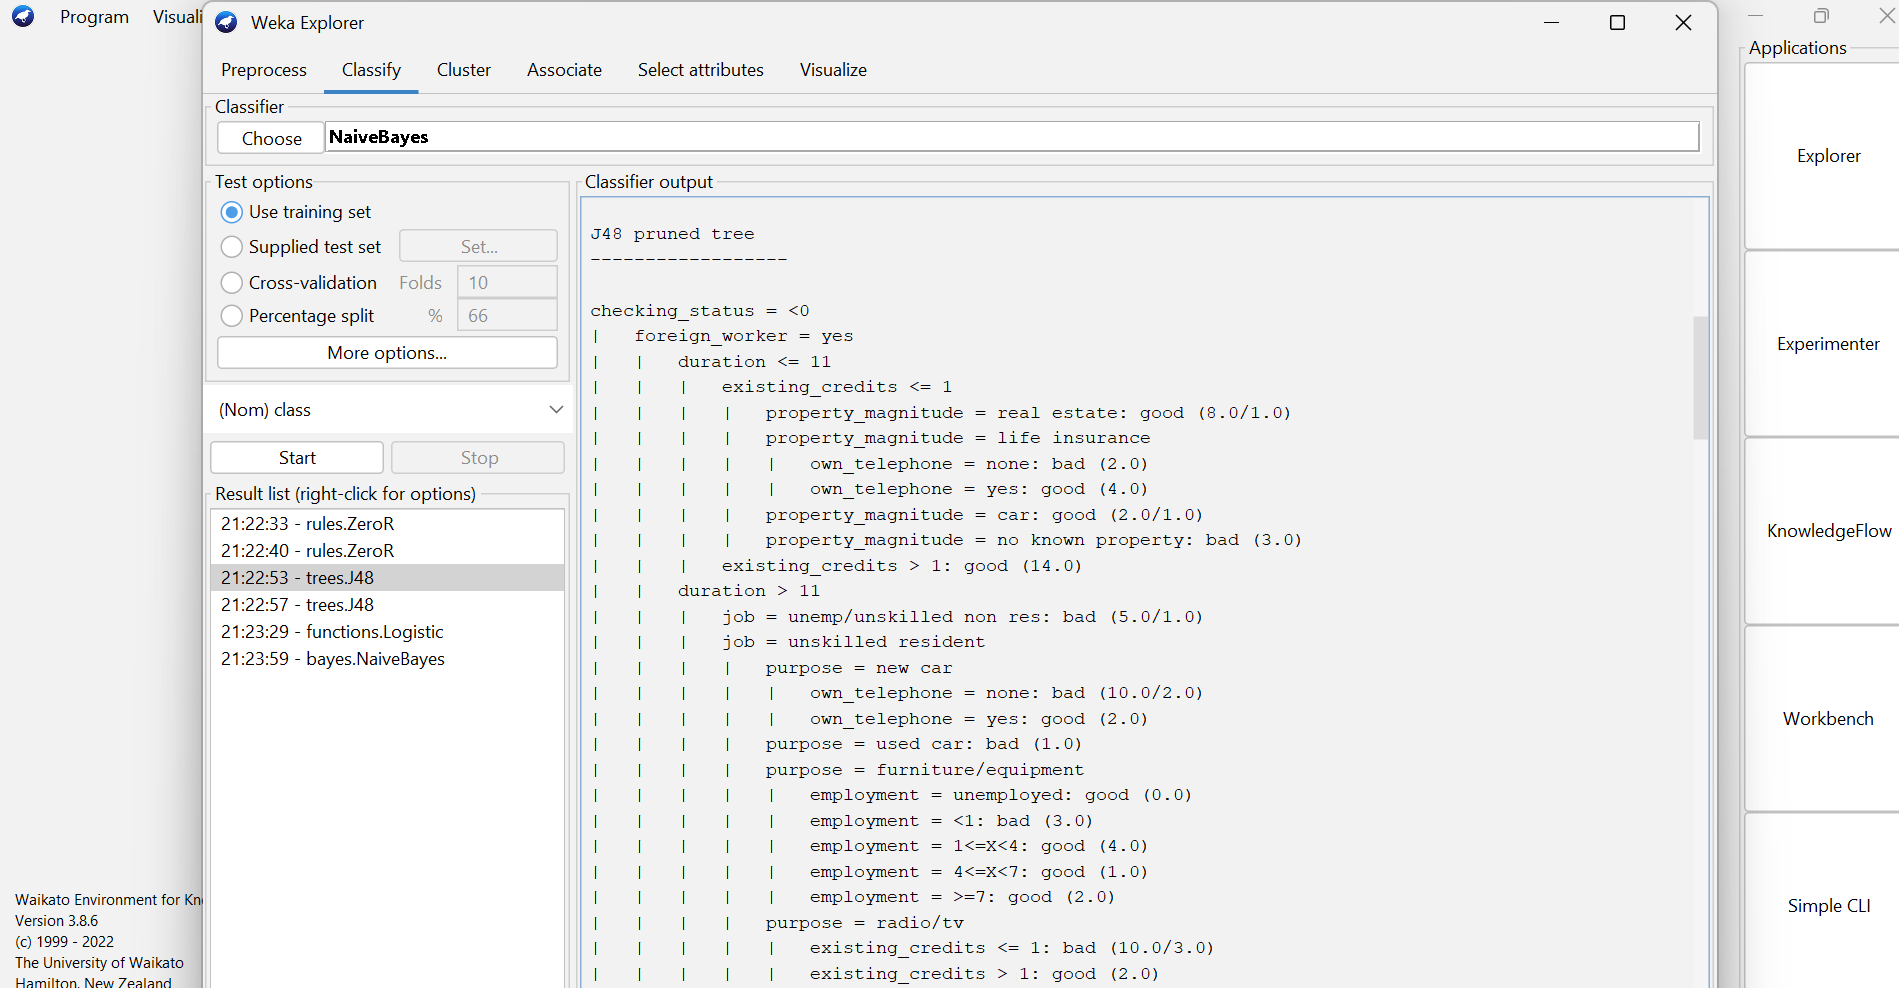 Program Visuali
Weka Explorer
Preprocess Classify Cluster Associate Select attributes Visualize
Classifier
Choose NaiveBayes
Test options
Use training set
Supplied test set Set...
Cross-validation Folds 10
Percentage split % 66
More options...
(Nom) class
Start Stop
Result list (right-click for options)
21:22:33 - rules.ZeroR
21:22:40 - rules.ZeroR
21:22:53 - trees.J48
21:22:57 - trees.J48
21:23:29 - functions.Logistic
21:23:59 - bayes.NaiveBayes
Classifier output
J48 pruned tree
------------------
checking_status = <0
|   foreign_worker = yes
|   |   duration <= 11
|   |   |   existing_credits <= 1
|   |   |   |   property_magnitude = real estate: good (8.0/1.0)
|   |   |   |   property_magnitude = life insurance
|   |   |   |   |   own_telephone = none: bad (2.0)
|   |   |   |   |   own_telephone = yes: good (4.0)
|   |   |   |   property_magnitude = car: good (2.0/1.0)
|   |   |   |   property_magnitude = no known property: bad (3.0)
|   |   |   existing_credits > 1: good (14.0)
|   |   duration > 11
|   |   |   job = unemp/unskilled non res: bad (5.0/1.0)
|   |   |   job = unskilled resident
|   |   |   |   purpose = new car
|   |   |   |   |   own_telephone = none: bad (10.0/2.0)
|   |   |   |   |   own_telephone = yes: good (2.0)
|   |   |   |   purpose = used car: bad (1.0)
|   |   |   |   purpose = furniture/equipment
|   |   |   |   |   employment = unemployed: good (0.0)
|   |   |   |   |   employment = <1: bad (3.0)
|   |   |   |   |   employment = 1<=X<4: good (4.0)
|   |   |   |   |   employment = 4<=X<7: good (1.0)
|   |   |   |   |   employment = >=7: good (2.0)
|   |   |   |   purpose = radio/tv
|   |   |   |   |   existing_credits <= 1: bad (10.0/3.0)
|   |   |   |   |   existing_credits > 1: good (2.0)
Applications
Explorer
Experimenter
KnowledgeFlow
Workbench
Simple CLI
Waikato Environment for Kn
Version 3.8.6
(c) 1999 - 2022
The University of Waikato
Hamilton, New Zealand